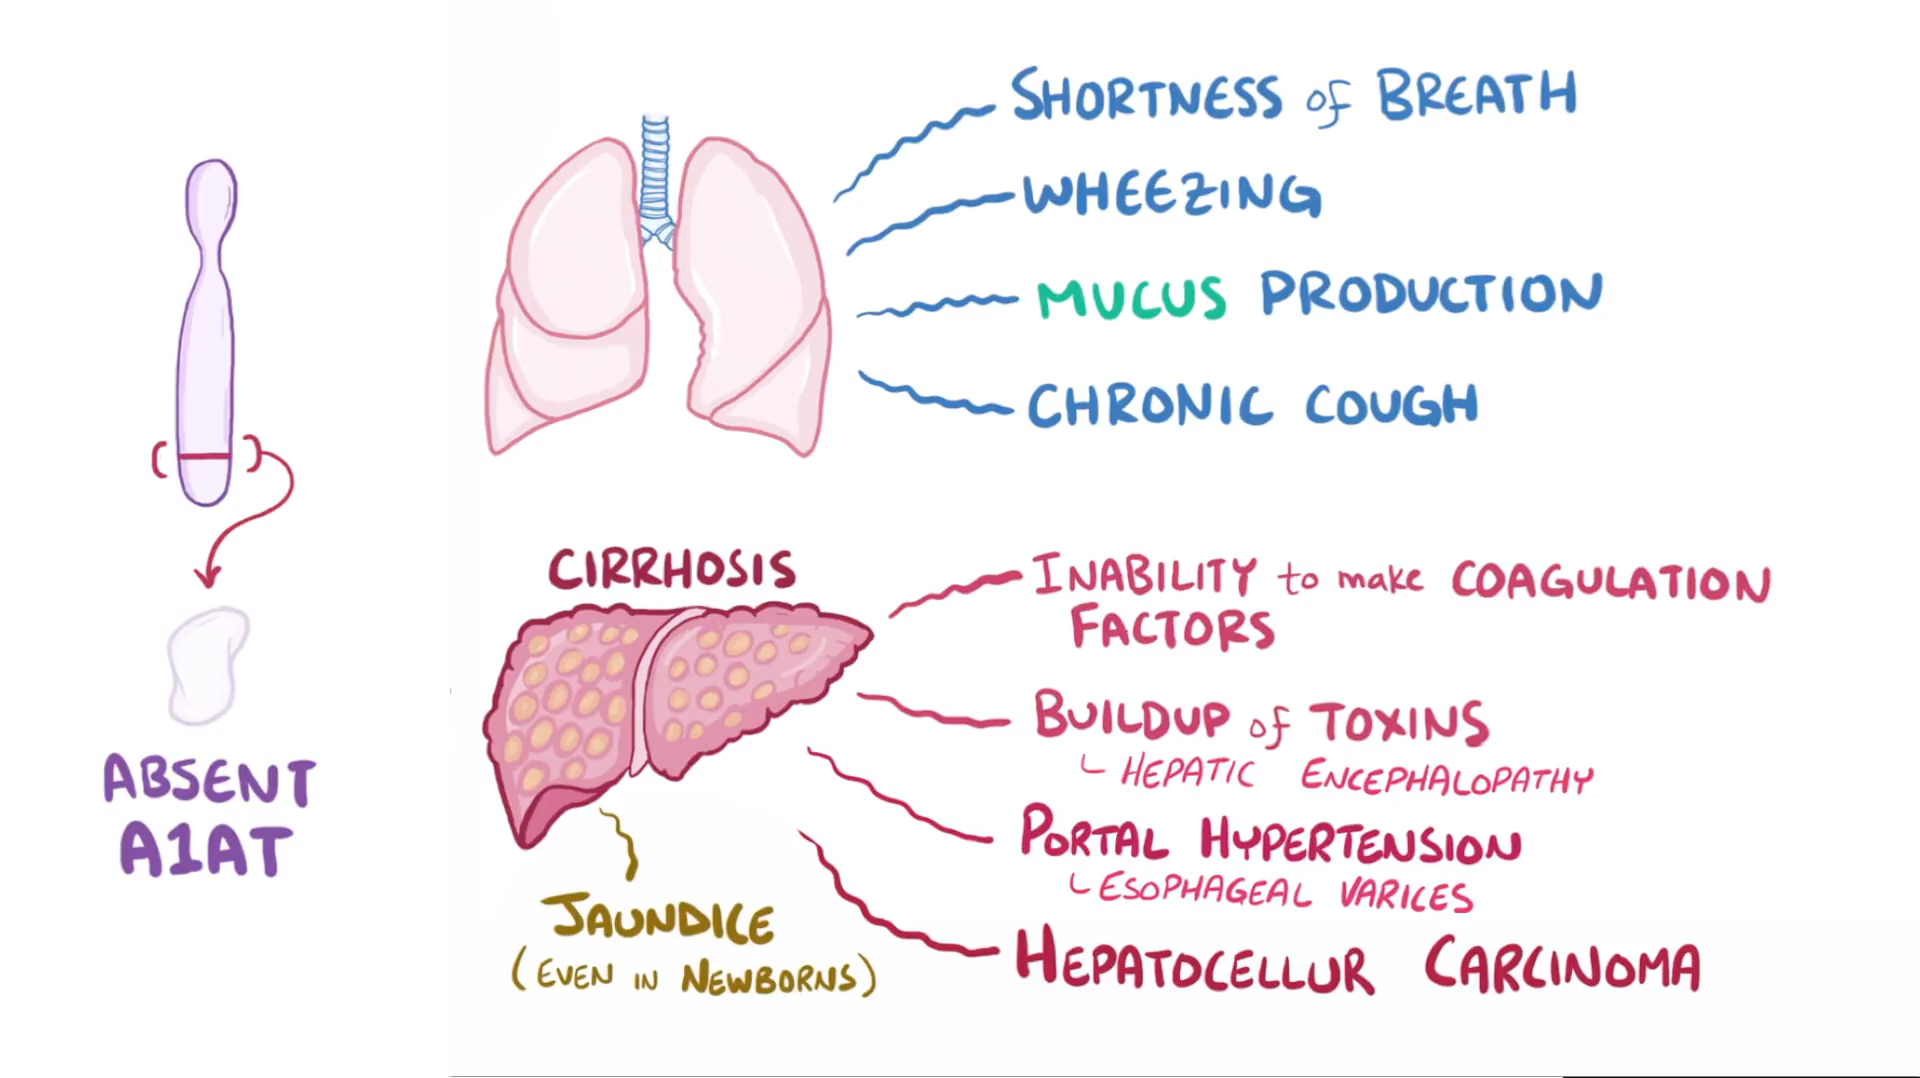 SHORTNESS of BREATH
WHEEZING
MUCUS PRODUCTION
CHRONIC COUGH
ABSENT
A1AT
CIRRHOSIS
JAUNDICE
(EVEN IN NEWBORNS)
INABILITY to make COAGULATION
FACTORS
BUILDUP of TOXINS
HEPATIC ENCEPHALOPATHY
PORTAL HYPERTENSION
ESOPHAGEAL VARICES
HEPATOCELLUR CARCINOMA